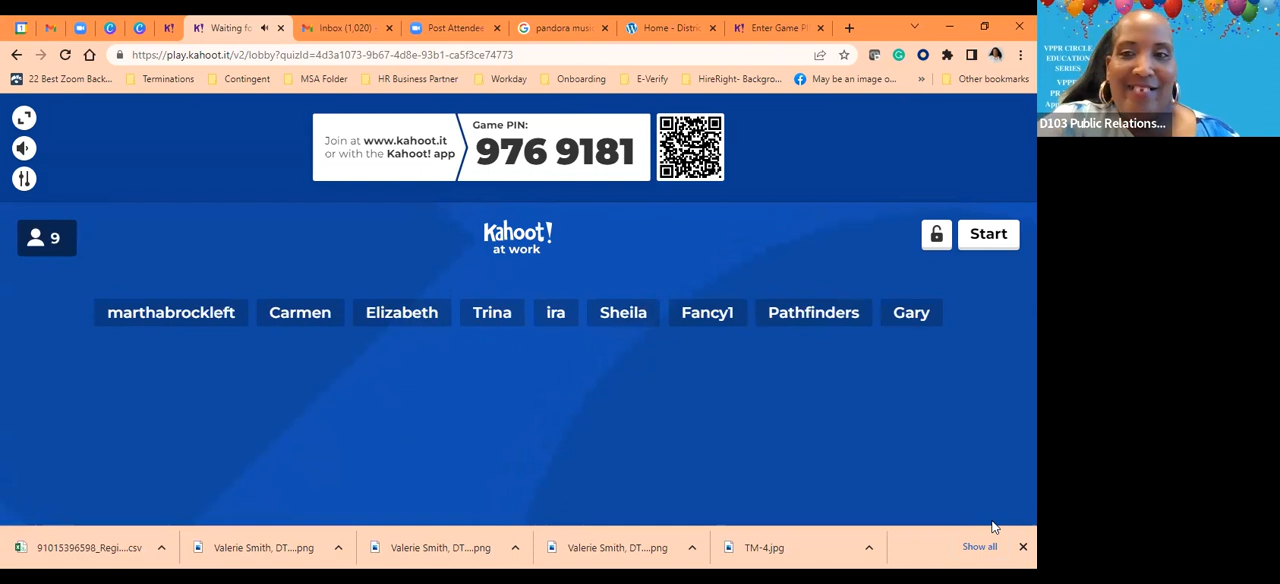 Waiting fo
Inbox (1,020)
Post Attendee
pandora musi
Home - Distric
Enter Game PI
https://play.kahoot.it/v2/lobby?quizId=4d3a1073-9b67-4d8e-93b1-ca5f3ce74773
22 Best Zoom Back...
Terminations
Contingent
MSA Folder
HR Business Partner
Workday
Onboarding
E-Verify
HireRight- Backgro...
May be an image o...
»
Other bookmarks
VPPR CIRCLE
EDUCATION
SERIES
D103 Public Relations...
Join at www.kahoot.it
or with the Kahoot! app
Game PIN:
976 9181
9
Kahoot!
at work
Start
marthabrockleft Carmen Elizabeth Trina ira Sheila Fancy1 Pathfinders Gary
91015396598_Regi....csv
Valerie Smith, DT....png
Valerie Smith, DT....png
Valerie Smith, DT....png
TM-4.jpg
Show all